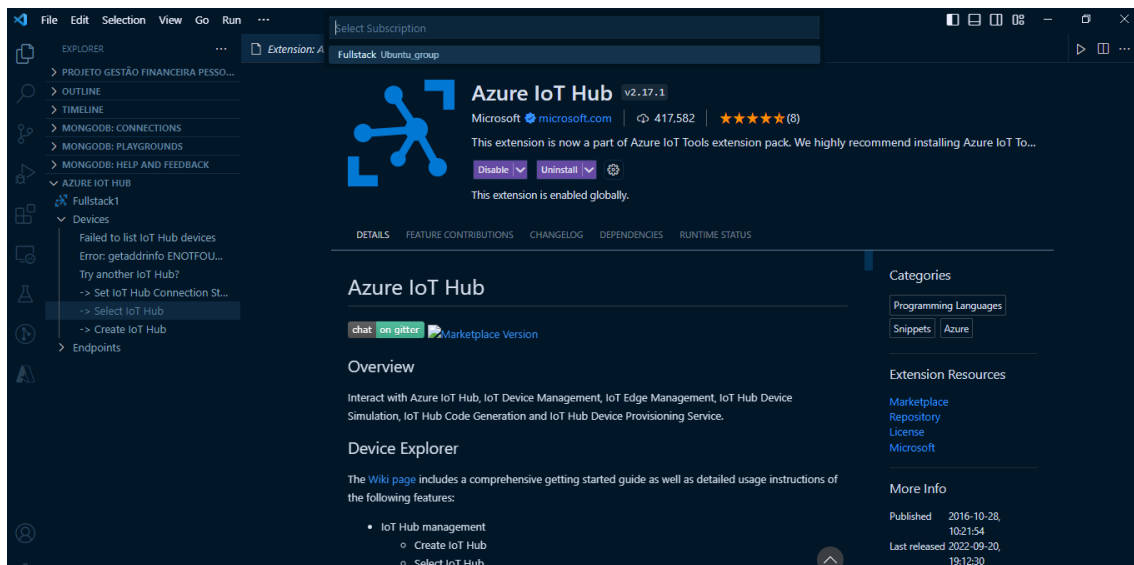 File Edit Selection View Go Run ...
Select Subscription
Fullstack Ubuntu_group
EXPLORER
PROJETO GESTÃO FINANCEIRA PESSO...
OUTLINE
TIMELINE
MONGODB: CONNECTIONS
MONGODB: PLAYGROUNDS
MONGODB: HELP AND FEEDBACK
AZURE IOT HUB
Fullstack1
Devices
Failed to list IoT Hub devices
Error: getaddrinfo ENOTFOU...
Try another IoT Hub?
-> Set IoT Hub Connection St...
-> Select IoT Hub
-> Create IoT Hub
Endpoints
Extension: A
Azure IoT Hub v2.17.1
Microsoft microsoft.com 417,582 (8)
This extension is now a part of Azure IoT Tools extension pack. We highly recommend installing Azure IoT To...
Disable Uninstall
This extension is enabled globally.
DETAILS FEATURE CONTRIBUTIONS CHANGELOG DEPENDENCIES RUNTIME STATUS
Azure IoT Hub
chat on gitter Marketplace Version
Overview
Interact with Azure IoT Hub, IoT Device Management, IoT Edge Management, IoT Hub Device
Simulation, IoT Hub Code Generation and IoT Hub Device Provisioning Service.
Device Explorer
The Wiki page includes a comprehensive getting started guide as well as detailed usage instructions of
the following features:
• IoT Hub management
Create IoT Hub
Select IoT Hub
Categories
Programming Languages
Snippets Azure
Extension Resources
Marketplace
Repository
License
Microsoft
More Info
Published 2016-10-28,
10:21:54
Last released 2022-09-20,
19:12:30